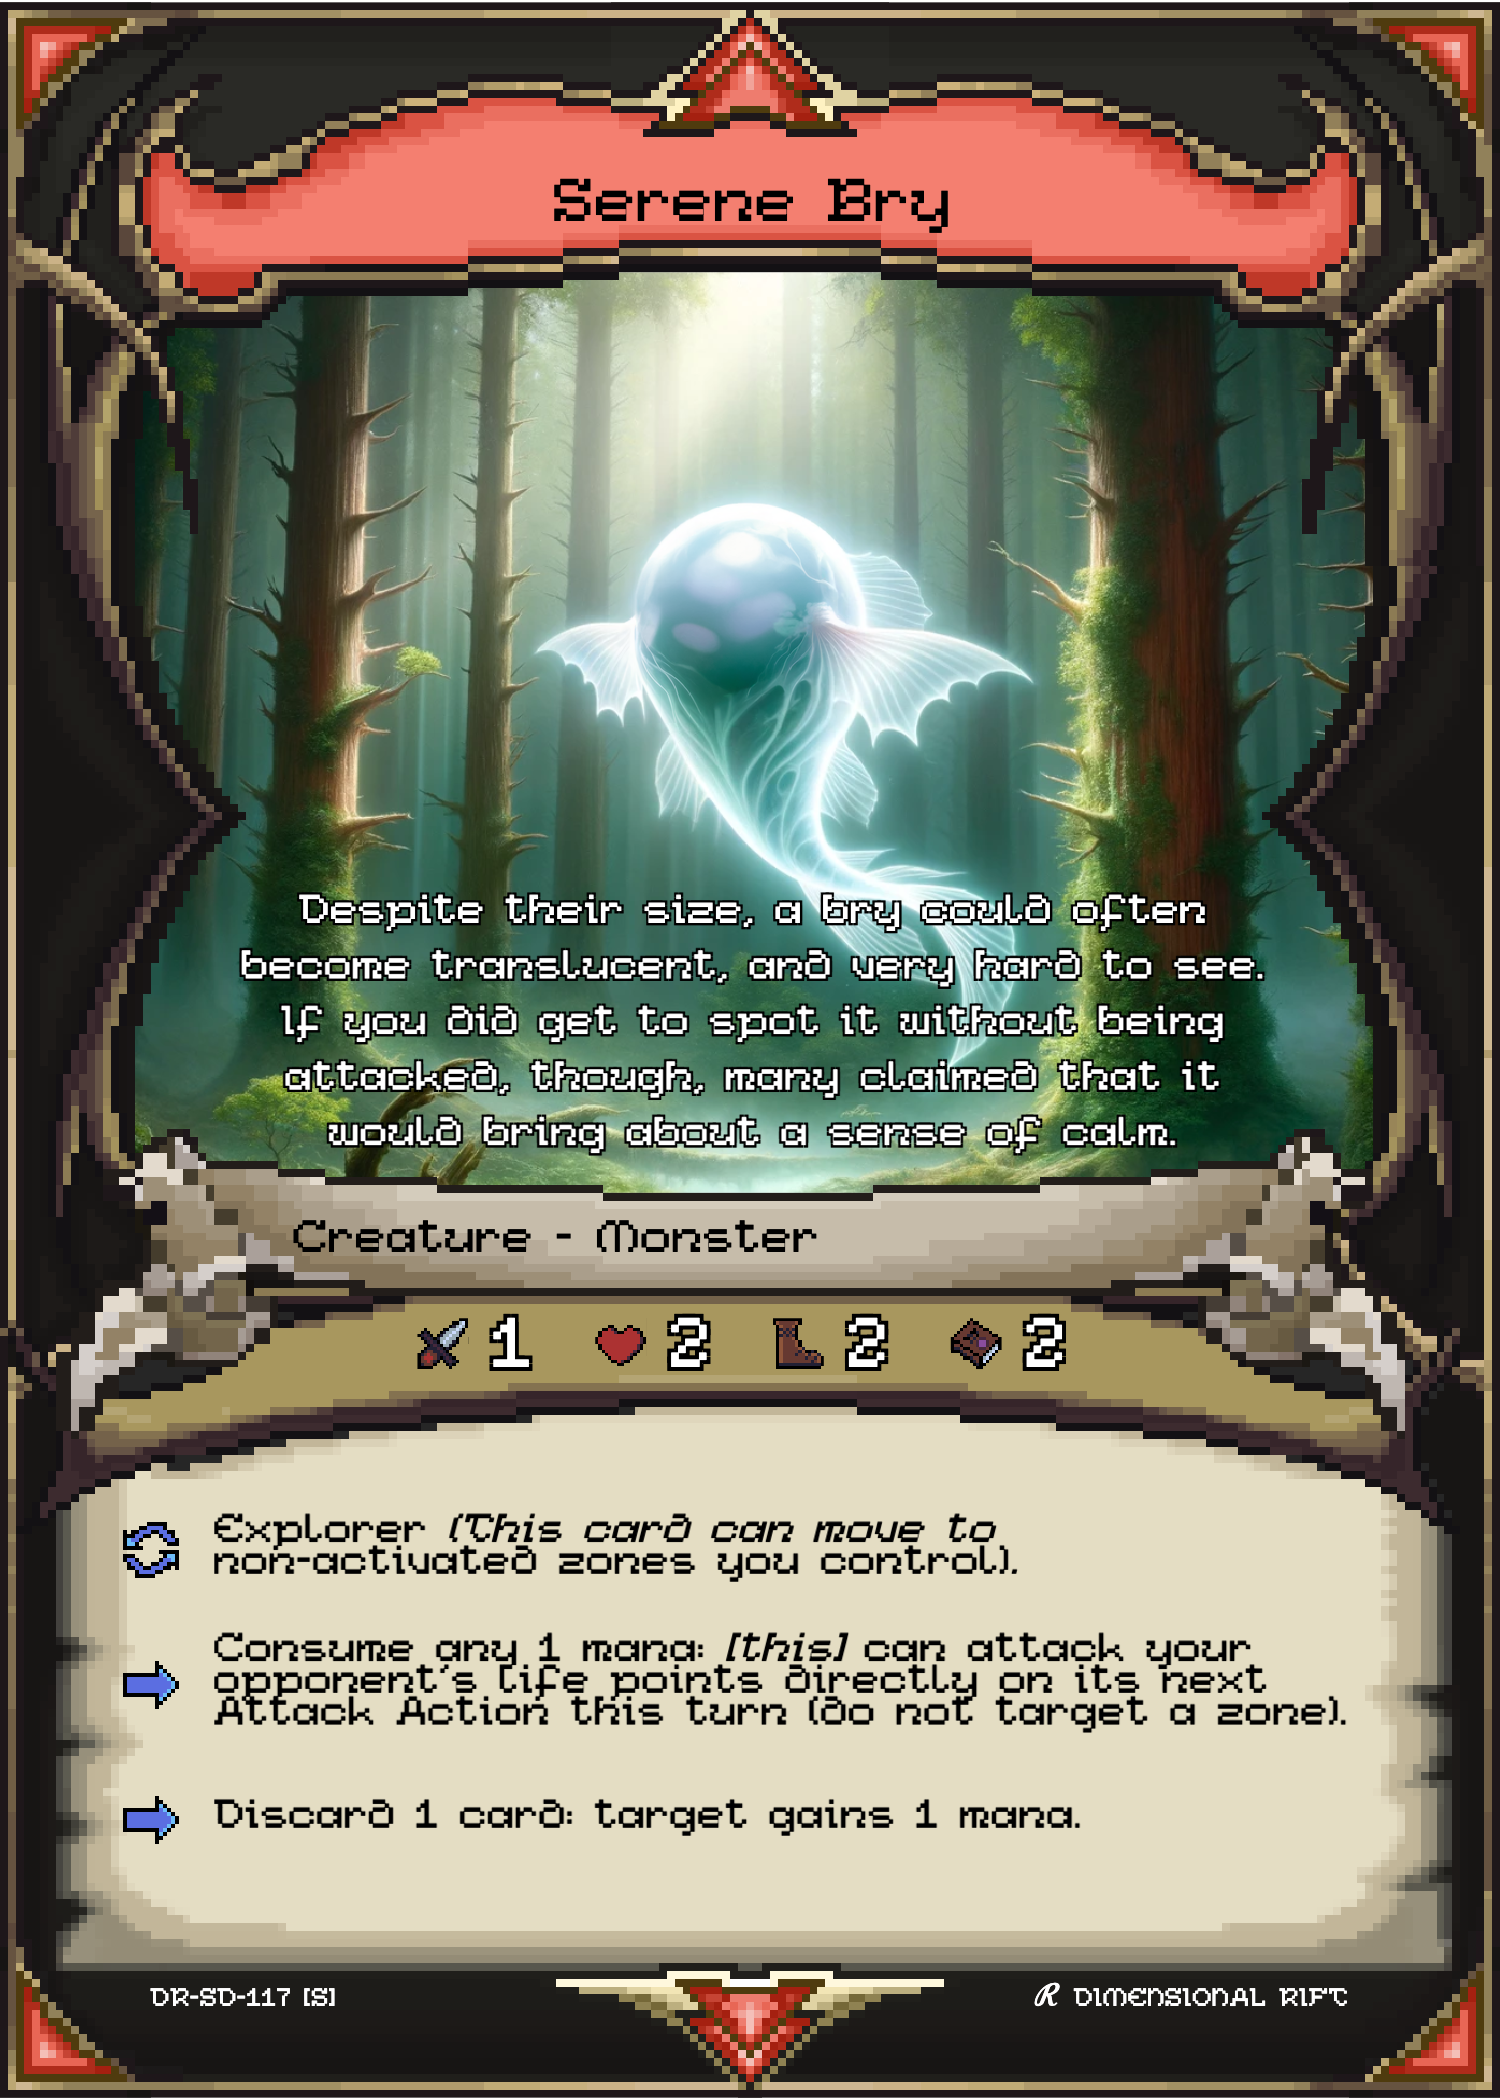 Serene Bry
Despite their size, a bry could often
become translucent, and very hard to see.
If you did get to spot it without being
attacked, though, many claimed that it
would bring about a sense of calm.
Creature - Monster
1 2 2 2
Explorer (This card can move to
non-activated zones you control).
Consume any 1 mana: [this] can attack your
opponent's life points directly on its next
Attack Action this turn (do not target a zone).
Discard 1 card: target gains 1 mana.
DR-SD-117 [S]
R DIMENSIONAL RIFT